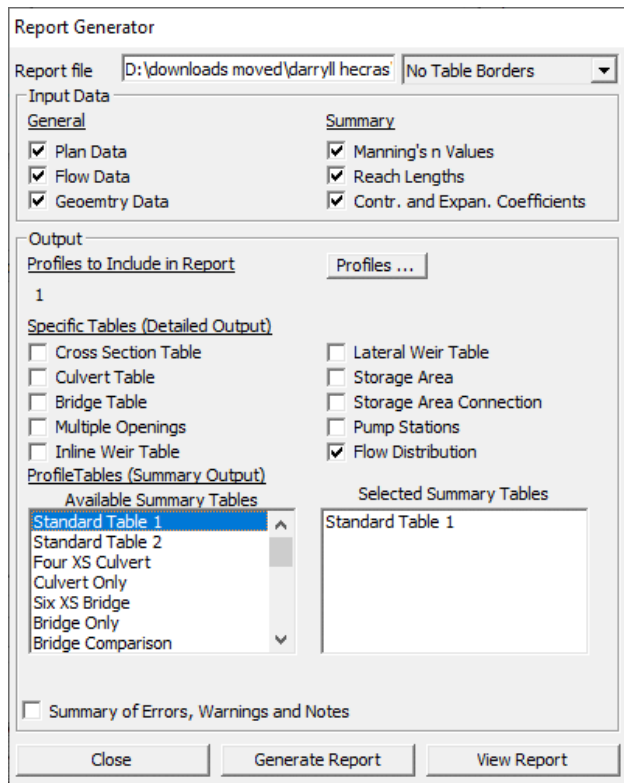 Report Generator
Report file D:\downloads moved\darryll hecras' No Table Borders
Input Data
General Summary
Plan Data Manning's n Values
Flow Data Reach Lengths
Geoemtry Data Contr. and Expan. Coefficients
Output
Profiles to Include in Report Profiles ...
1
Specific Tables (Detailed Output)
Cross Section Table Lateral Weir Table
Culvert Table Storage Area
Bridge Table Storage Area Connection
Multiple Openings Pump Stations
Inline Weir Table Flow Distribution
ProfileTables (Summary Output)
Available Summary Tables Selected Summary Tables
Standard Table 1 Standard Table 1
Standard Table 2
Four XS Culvert
Culvert Only
Six XS Bridge
Bridge Only
Bridge Comparison
Summary of Errors, Warnings and Notes
Close Generate Report View Report